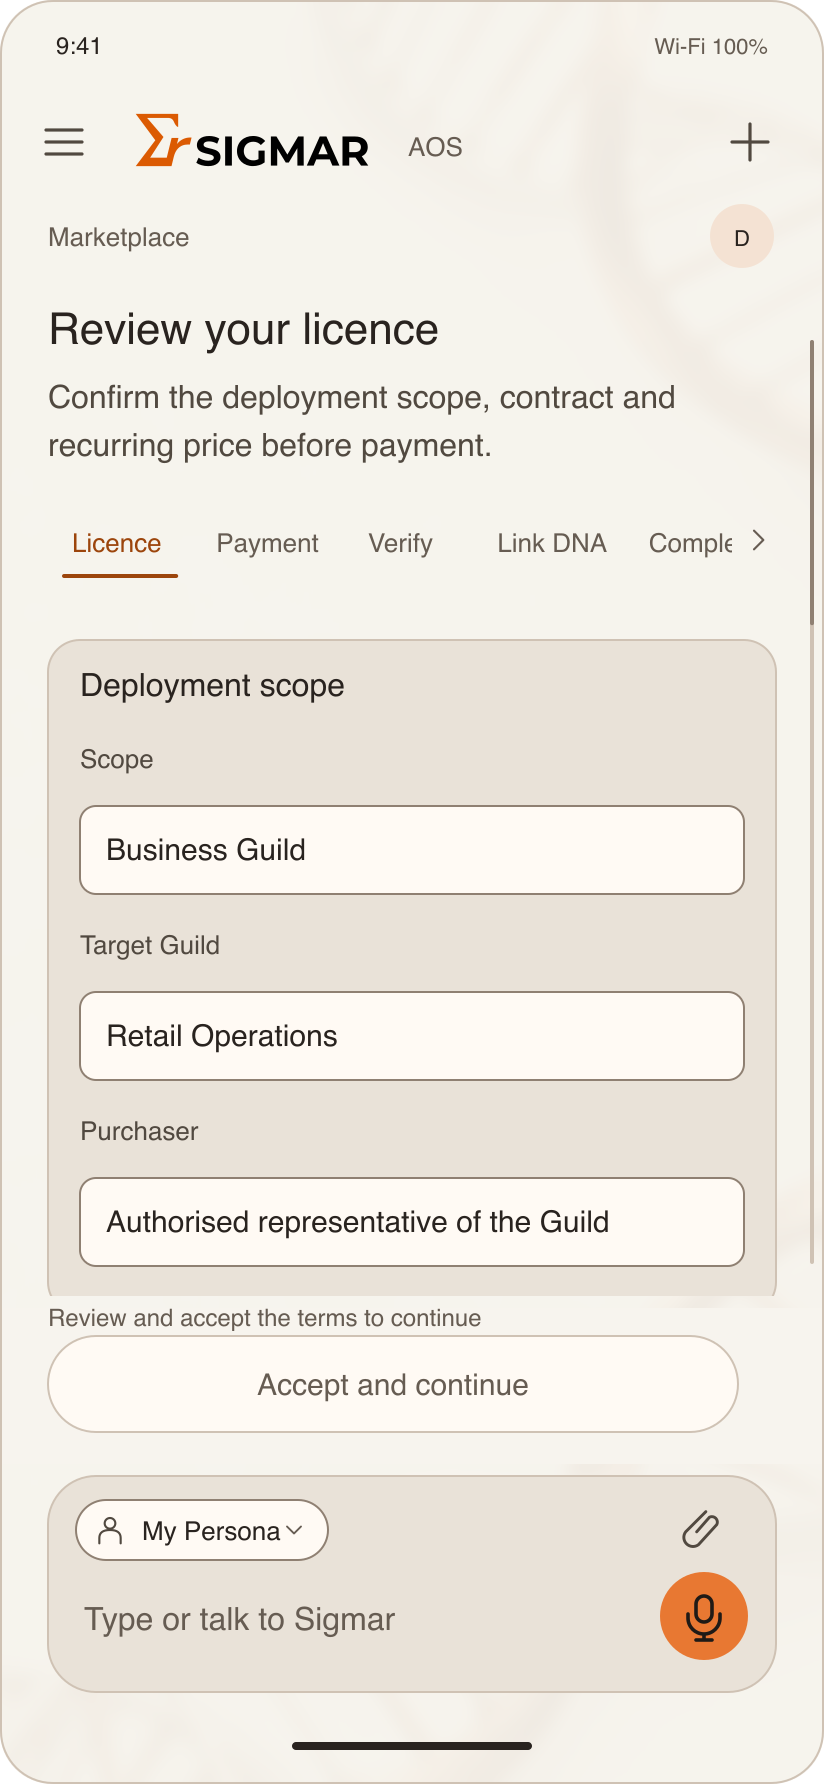 9:41
Wi-Fi 100%
Σr SIGMAR AOS
Marketplace
D
Review your licence
Confirm the deployment scope, contract and
recurring price before payment.
Licence Payment Verify Link DNA Comple
Deployment scope
Scope
Business Guild
Target Guild
Retail Operations
Purchaser
Authorised representative of the Guild
Review and accept the terms to continue
Accept and continue
My Persona
Type or talk to Sigmar